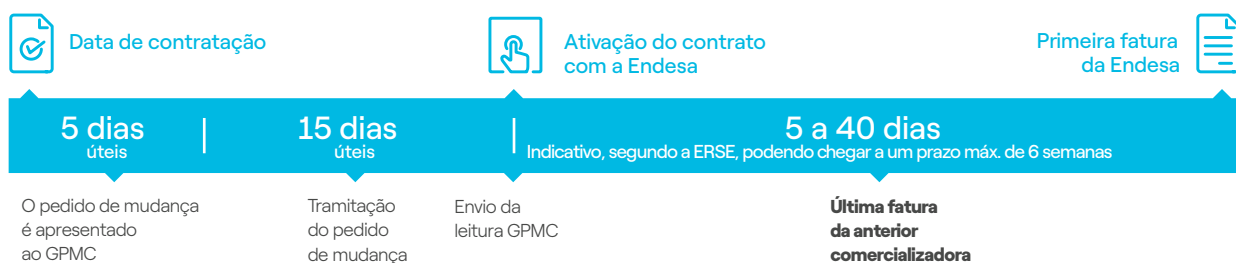 Data de contratação
Ativação do contrato
com a Endesa
Primeira fatura
da Endesa
5 dias
úteis
15 dias
úteis
5 a 40 dias
Indicativo, segundo a ERSE, podendo chegar a um prazo máx. de 6 semanas
O pedido de mudança
é apresentado
ao GPMC
Tramitação
do pedido
de mudança
Envio da
leitura GPMC
Última fatura
da anterior
comercializadora